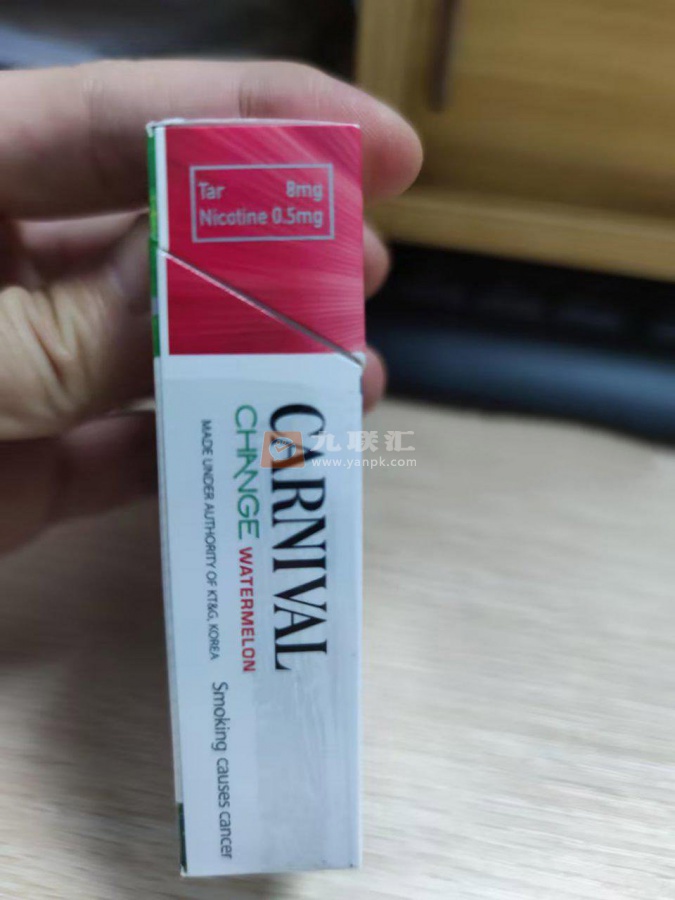 Tar 8mg
Nicotine 0.5mg
CARNIVAL
CHANGE WATERMELON
MADE UNDER AUTHORITY OF KT&G, KOREA
Smoking causes cancer
九联汇
www.yanpk.com